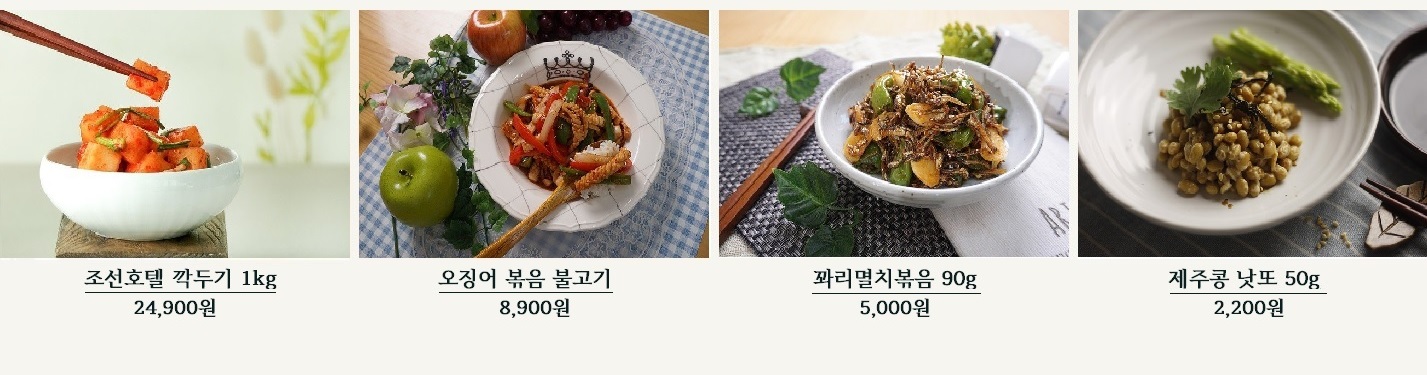 조선호텔 깍두기 1kg
24,900원
오징어 볶음 불고기
8,900원
꽈리멸치볶음 90g
5,000원
제주콩 낫또 50g
2,200원